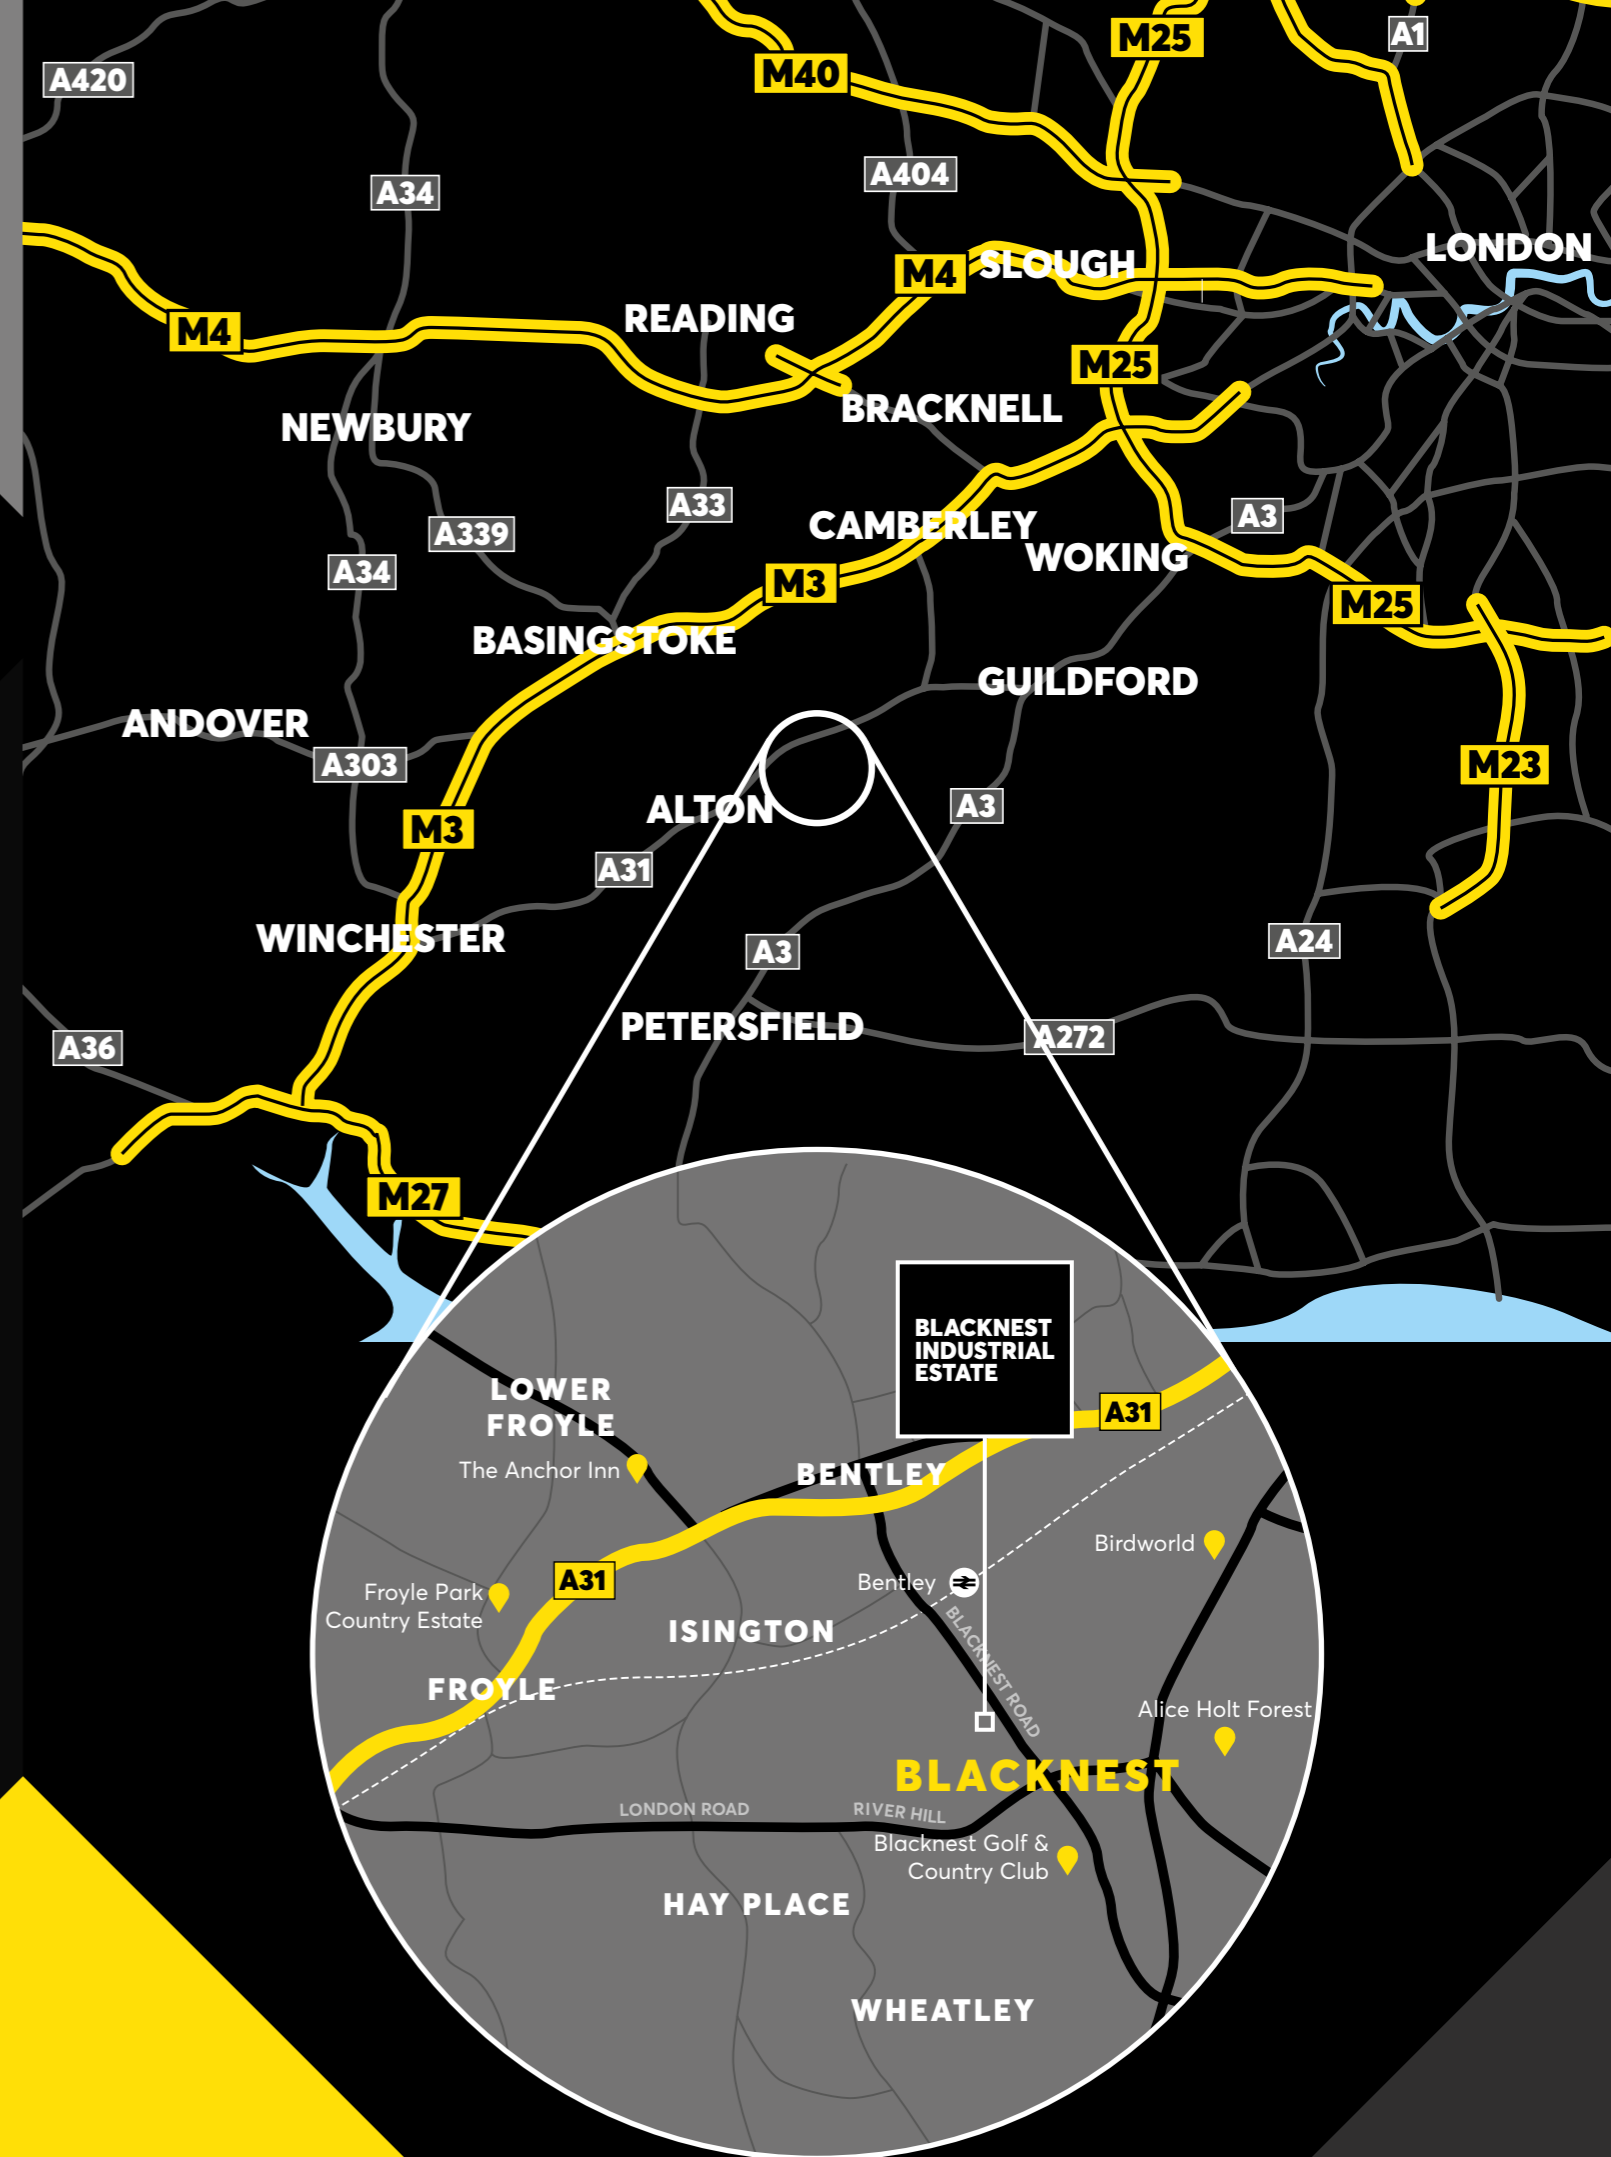 M25
A1
M40
A420
A404
A34
LONDON
SLOUGH
M4
READING
M4
M25
BRACKNELL
NEWBURY
A33
A3
CAMBERLEY
A339
WOKING
A34
M3
M25
BASINGSTOKE
GUILDFORD
ANDOVER
A303
M23
ALTON
A3
M3
A31
WINCHESTER
A24
A3
PETERSFIELD
A272
A36
M27
BLACKNEST
INDUSTRIAL
ESTATE
LOWER
FROYLE
A31
The Anchor Inn
BENTLEY
Birdworld
A31
Bentley
Froyle Park
Country Estate
ISINGTON
BLACKNEST ROAD
FROYLE
Alice Holt Forest
BLACKNEST
LONDON ROAD
RIVER HILL
Blacknest Golf &
Country Club
HAY PLACE
WHEATLEY